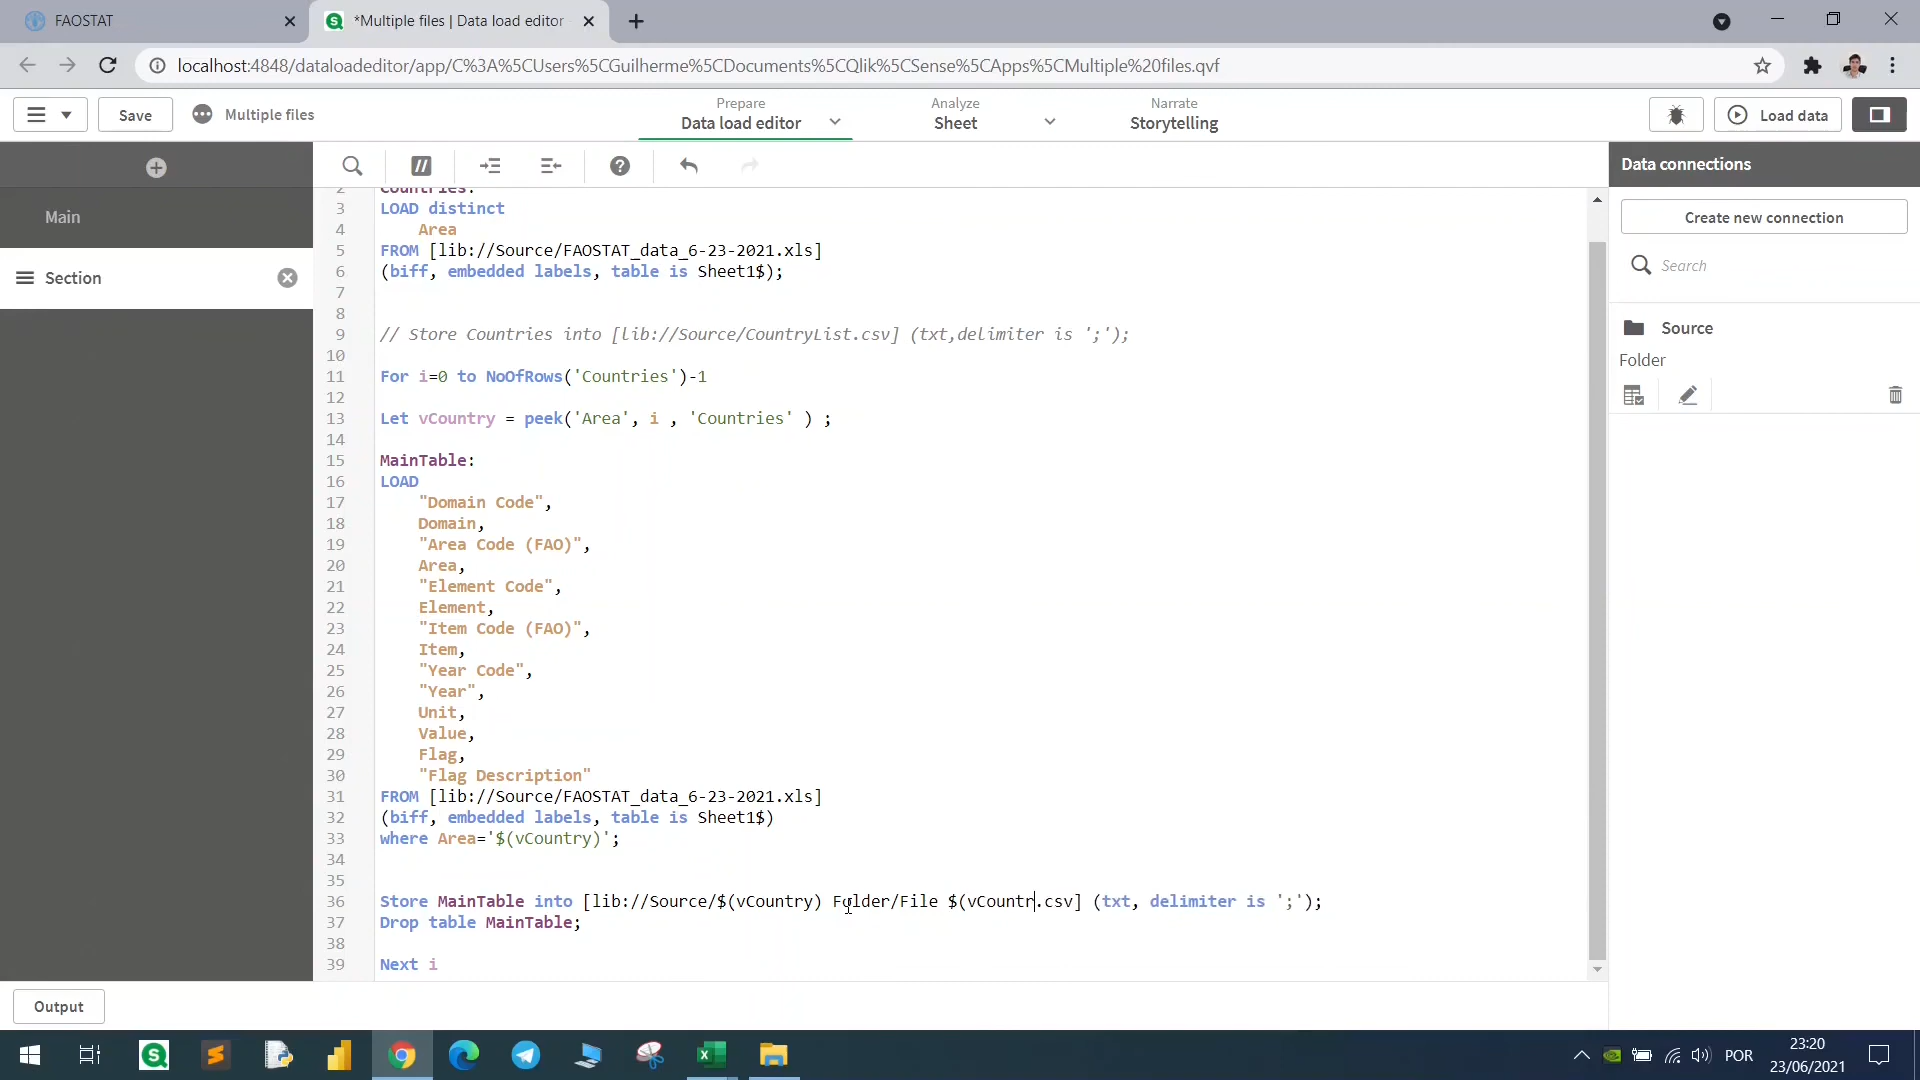 FAOSTAT
*Multiple files | Data load editor
localhost:4848/dataloadeditor/app/C%3A%5CUsers%5CGuilherme%5CDocuments%5CQlik%5CSense%5CApps%5CMultiple%20files.qvf
Save
Multiple files
Prepare
Data load editor
Analyze
Sheet
Narrate
Storytelling
Load data
Main
Section
2 Countries:
3 LOAD distinct
4 Area
5 FROM [lib://Source/FAOSTAT_data_6-23-2021.xls]
6 (biff, embedded labels, table is Sheet1$);
7
8
9 // Store Countries into [lib://Source/CountryList.csv] (txt,delimiter is ';');
10
11 For i=0 to NoOfRows('Countries')-1
12
13 Let vCountry = peek('Area', i , 'Countries' ) ;
14
15 MainTable:
16 LOAD
17 "Domain Code",
18 Domain,
19 "Area Code (FAO)",
20 Area,
21 "Element Code",
22 Element,
23 "Item Code (FAO)",
24 Item,
25 "Year Code",
26 "Year",
27 Unit,
28 Value,
29 Flag,
30 "Flag Description"
31 FROM [lib://Source/FAOSTAT_data_6-23-2021.xls]
32 (biff, embedded labels, table is Sheet1$)
33 where Area='$(vCountry)';
34
35
36 Store MainTable into [lib://Source/$(vCountry) Folder/File $(vCountr.csv] (txt, delimiter is ';');
37 Drop table MainTable;
38
39 Next i
Data connections
Create new connection
Search
Source
Folder
Output
POR
23:20
23/06/2021